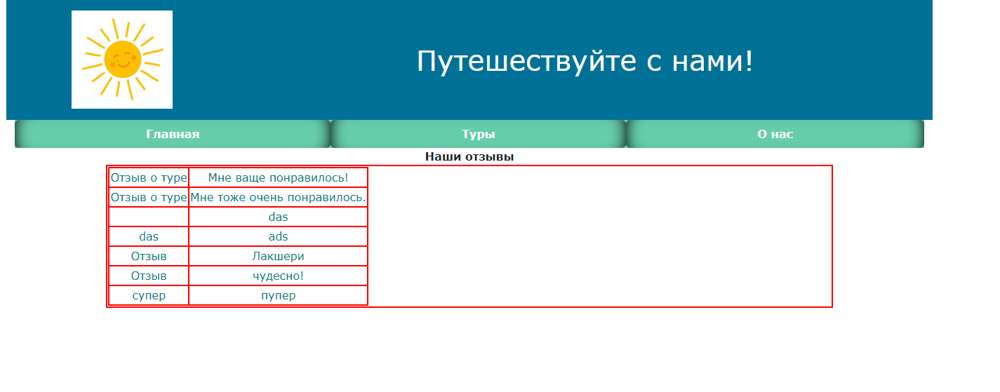 Путешествуйте с нами!
Главная Туры О нас
Наши отзывы
Отзыв о туре Мне ваще понравилось!
Отзыв о туре Мне тоже очень понравилось.
das
das ads
Отзыв Лакшери
Отзыв чудесно!
супер пупер